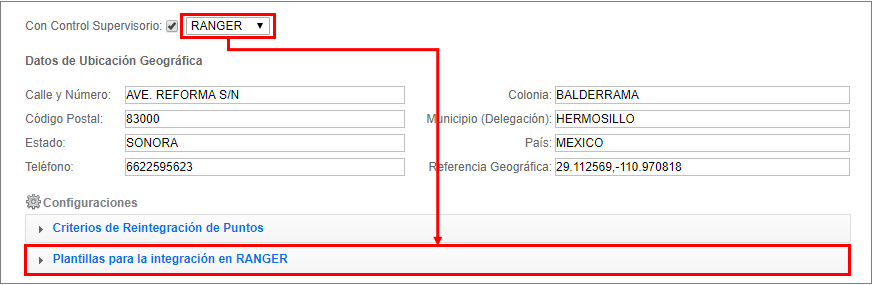 Con Control Supervisorio: RANGER
Datos de Ubicación Geográfica
Calle y Número: AVE. REFORMA S/N Colonia: BALDERRAMA
Código Postal: 83000 Municipio (Delegación): HERMOSILLO
Estado: SONORA País: MEXICO
Teléfono: 6622595623 Referencia Geográfica: 29.112569,-110.970818
Configuraciones
Criterios de Reintegración de Puntos
Plantillas para la integración en RANGER